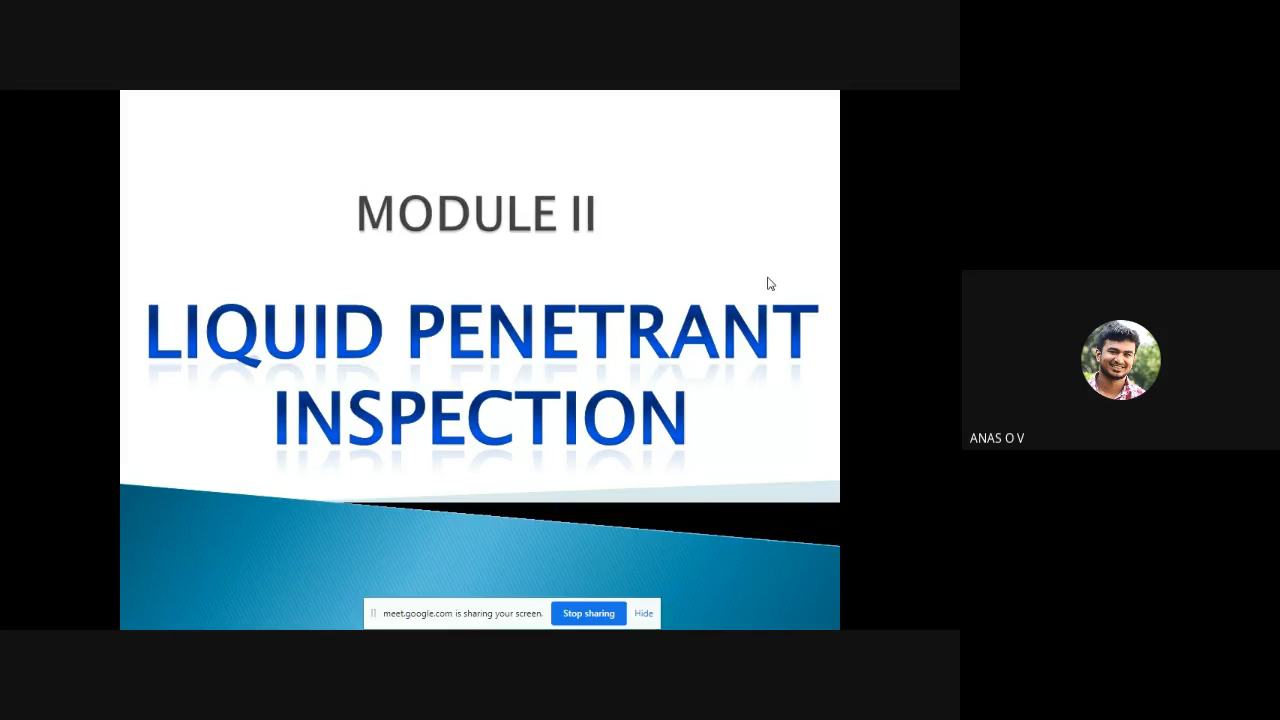 MODULE II
LIQUID PENETRANT
INSPECTION
meet.google.com is sharing your screen.
Stop sharing
Hide
ANAS O V